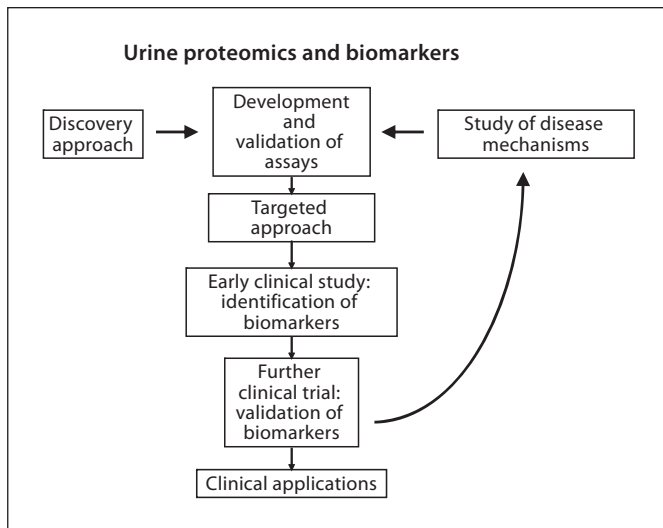 Urine proteomics and biomarkers
Discovery
approach
Development
and
validation of
assays
Study of disease
mechanisms
Targeted
approach
Early clinical study:
identification of
biomarkers
Further
clinical trial:
validation of
biomarkers
Clinical applications